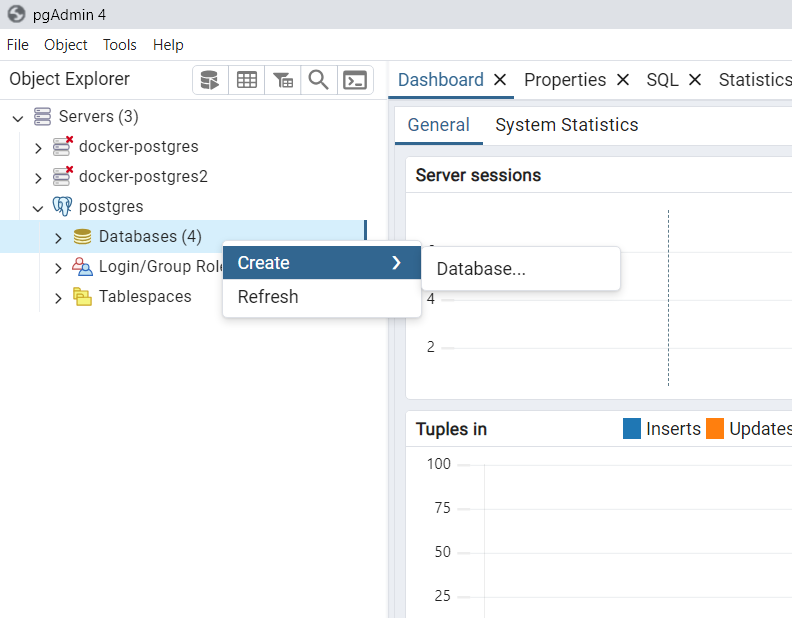 pgAdmin 4
File Object Tools Help
Object Explorer
Dashboard Properties SQL Statistics
General System Statistics
Servers (3)
docker-postgres
docker-postgres2
postgres
Databases (4)
Login/Group Role
Tablespaces
Create
Refresh
Database...
Server sessions
4
2
Tuples in
Inserts Updates
100
75
50
25